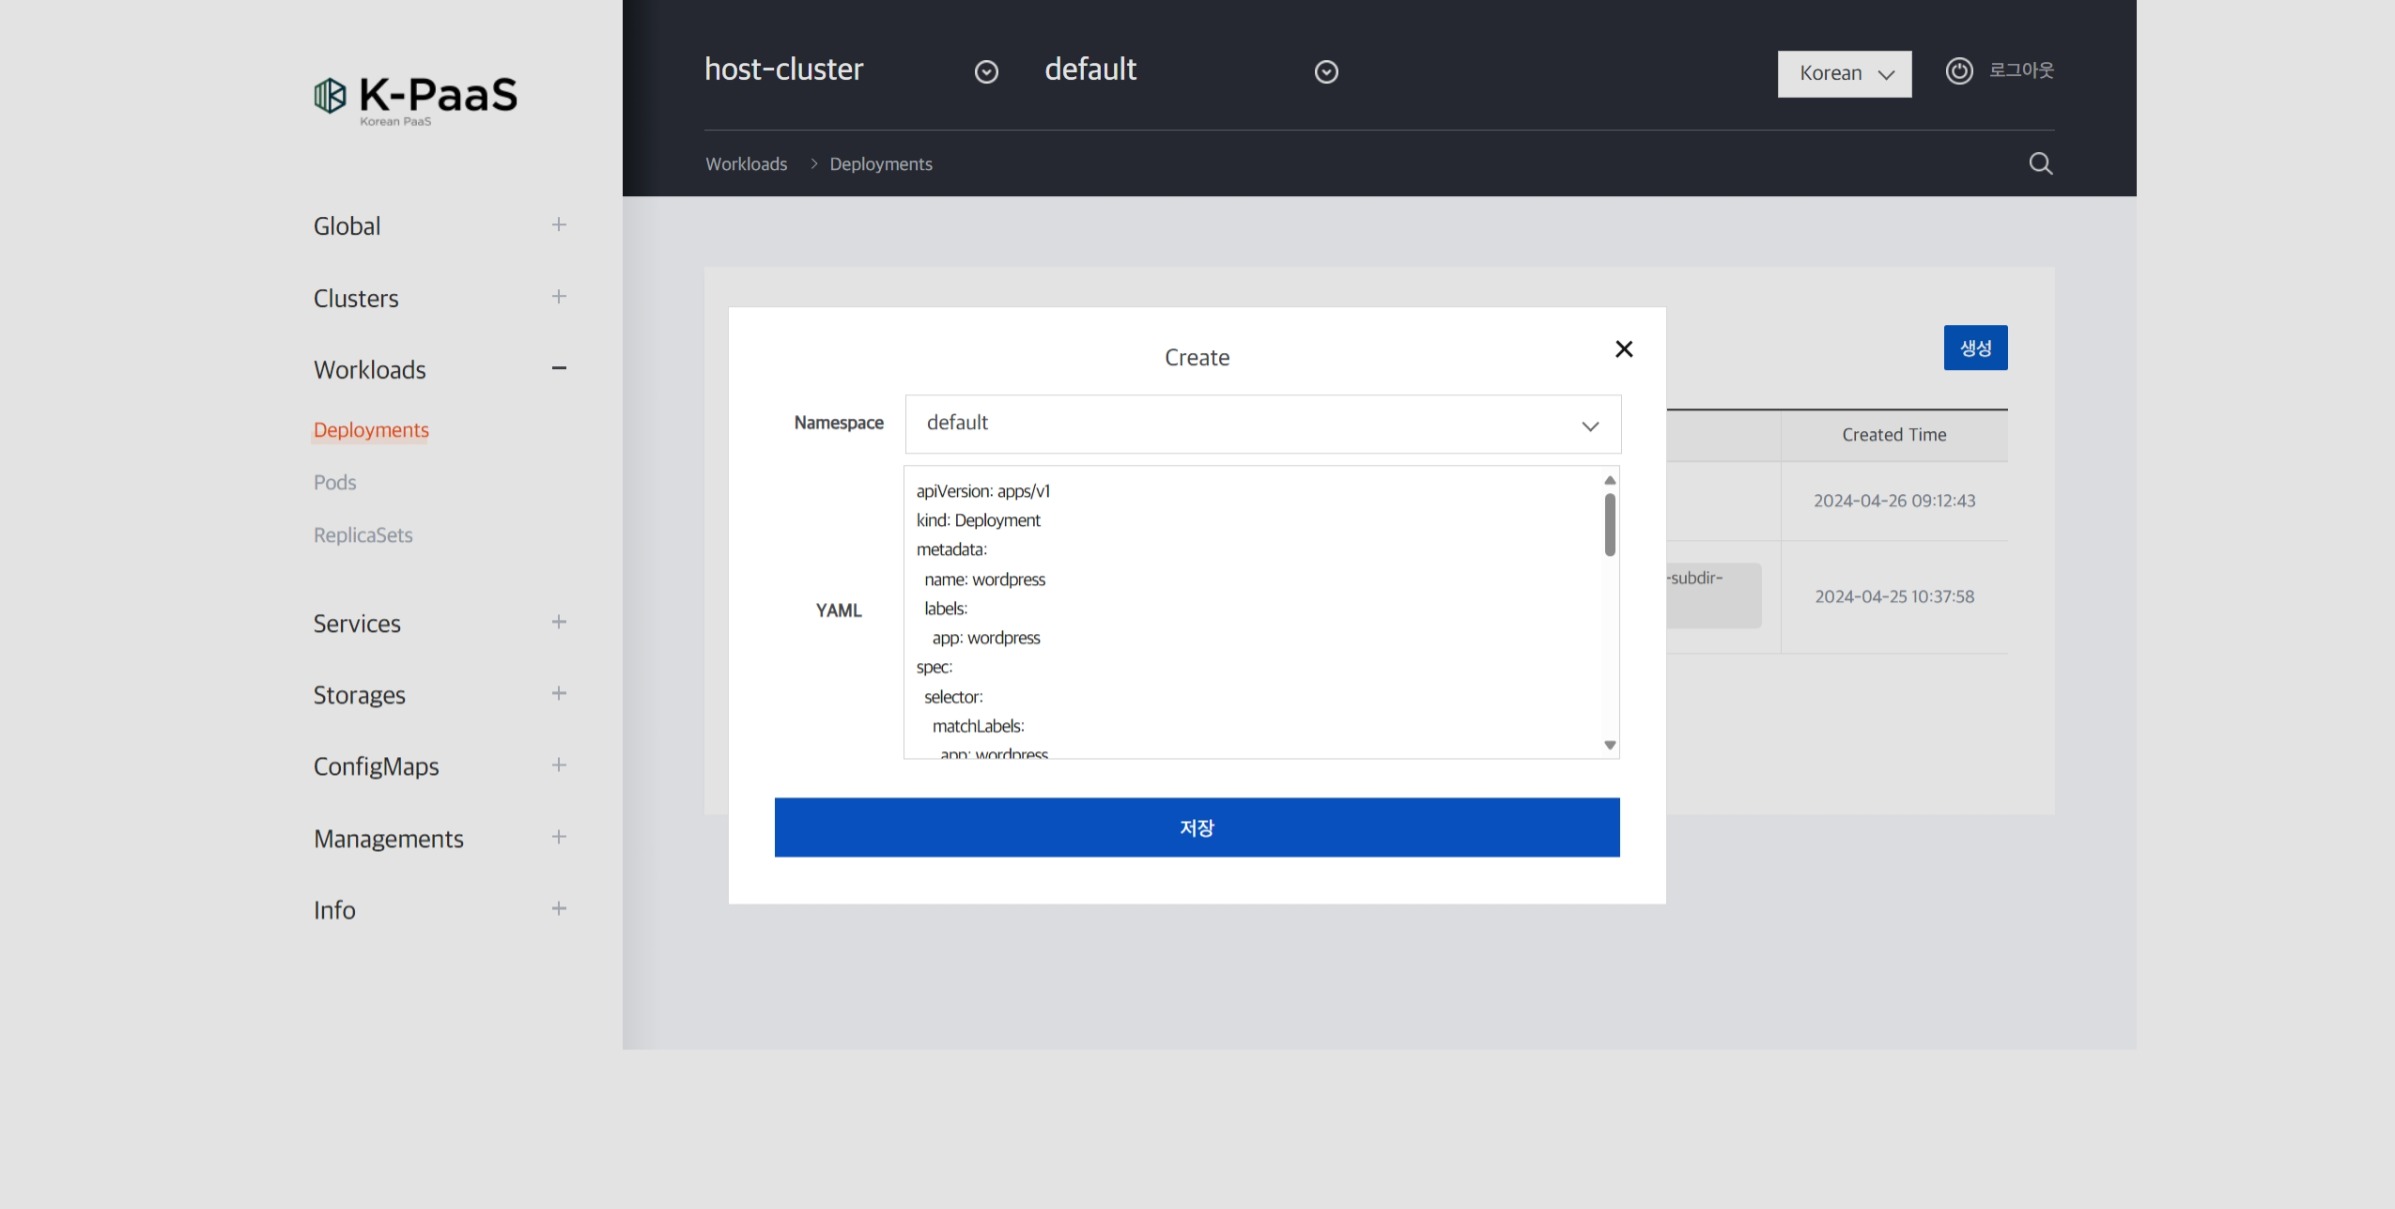 K-PaaS
Korean PaaS
Global
Clusters
Workloads
Deployments
Pods
ReplicaSets
Services
Storages
ConfigMaps
Managements
Info
host-cluster
default
Korean
로그아웃
Workloads > Deployments
생성
Created Time
2024-04-26 09:12:43
-subdir-
2024-04-25 10:37:58
Create
Namespace
default
YAML
apiVersion: apps/v1
kind: Deployment
metadata:
name: wordpress
labels:
app: wordpress
spec:
selector:
matchLabels:
app: wordpress
저장